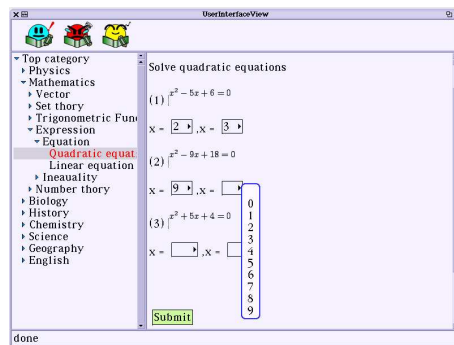 UserInterfaceView
Top category
Physics
Mathematics
Vector
Set thory
Trigonometric Fun
Expression
Equation
Quadratic equat
Linear equation
Ineauality
Number thory
Biology
History
Chemistry
Science
Geography
English
Solve quadratic equations
(1) x² − 5x + 6 = 0
x = 2 , x = 3
(2) x² − 9x + 18 = 0
x = 9 , x =
0
1
2
3
4
5
6
7
8
9
(3) x² + 5x + 4 = 0
x = , x =
Submit
done